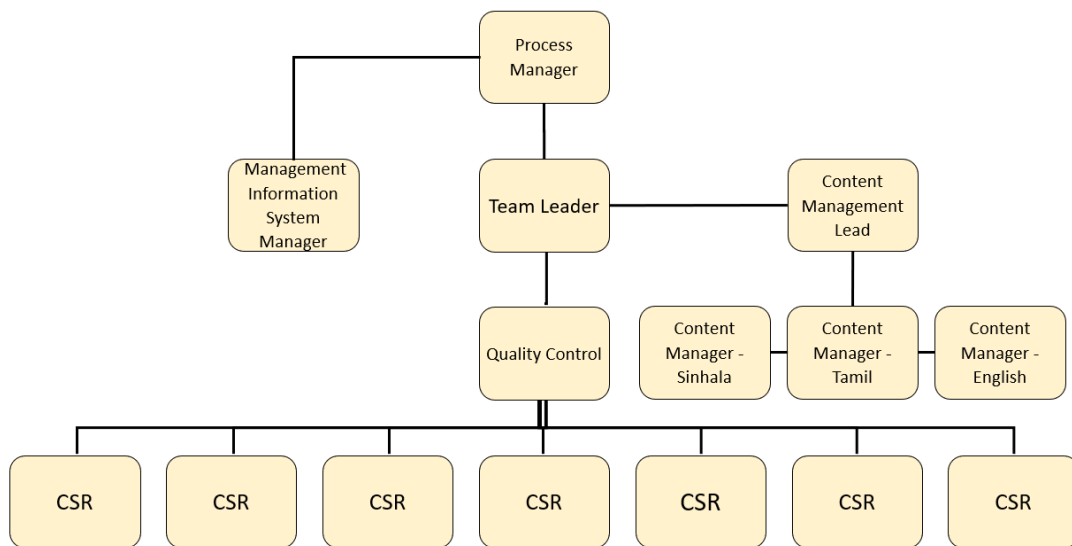 Process
Manager
Management
Information
System
Manager
Team Leader
Content
Management
Lead
Quality Control
Content
Manager -
Sinhala
Content
Manager -
Tamil
Content
Manager -
English
CSR
CSR
CSR
CSR
CSR
CSR
CSR